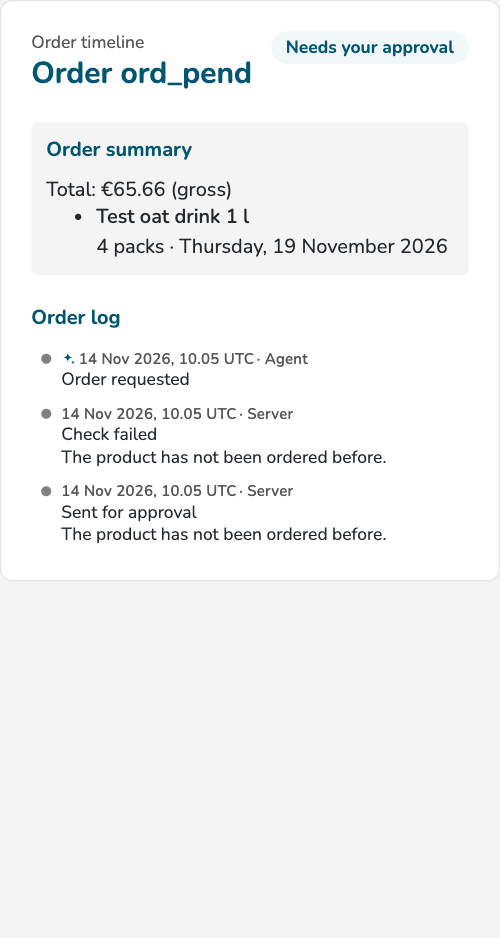 Order timeline
Needs your approval
Order ord_pend
Order summary
Total: €65.66 (gross)
• Test oat drink 1 l
4 packs · Thursday, 19 November 2026
Order log
14 Nov 2026, 10.05 UTC · Agent
Order requested
14 Nov 2026, 10.05 UTC · Server
Check failed
The product has not been ordered before.
14 Nov 2026, 10.05 UTC · Server
Sent for approval
The product has not been ordered before.